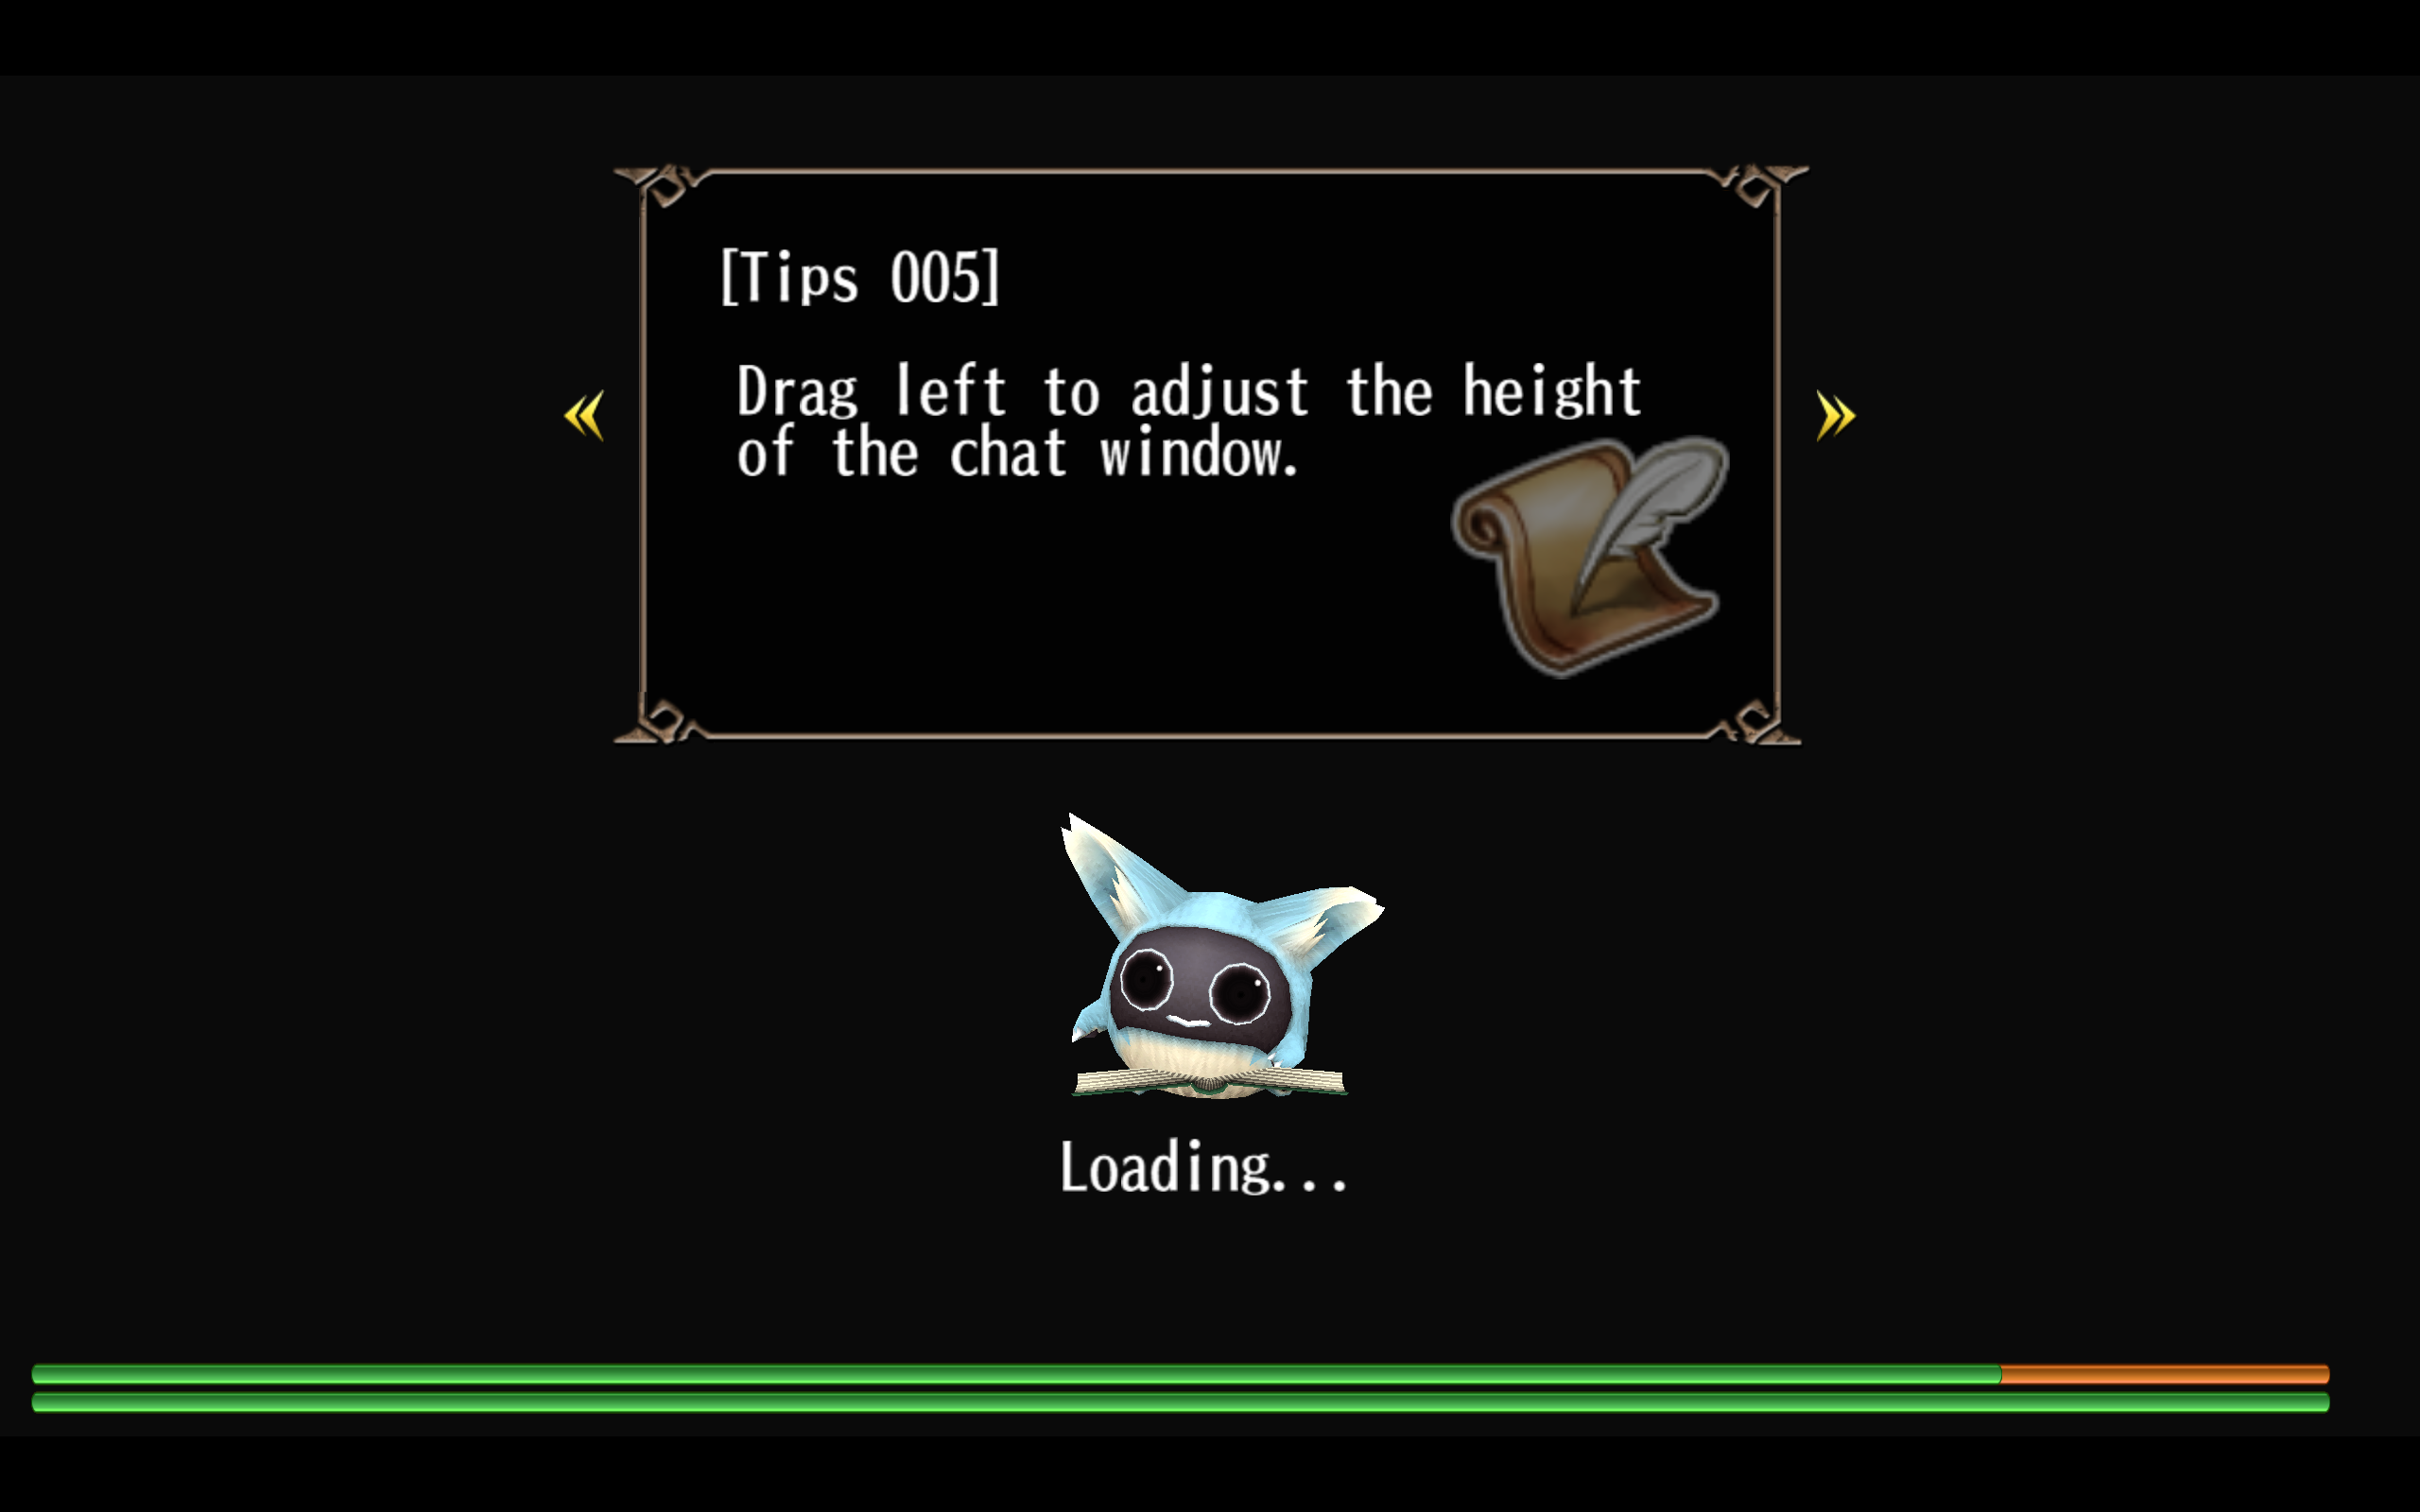 [Tips 005]
Drag left to adjust the height
of the chat window.
Loading...